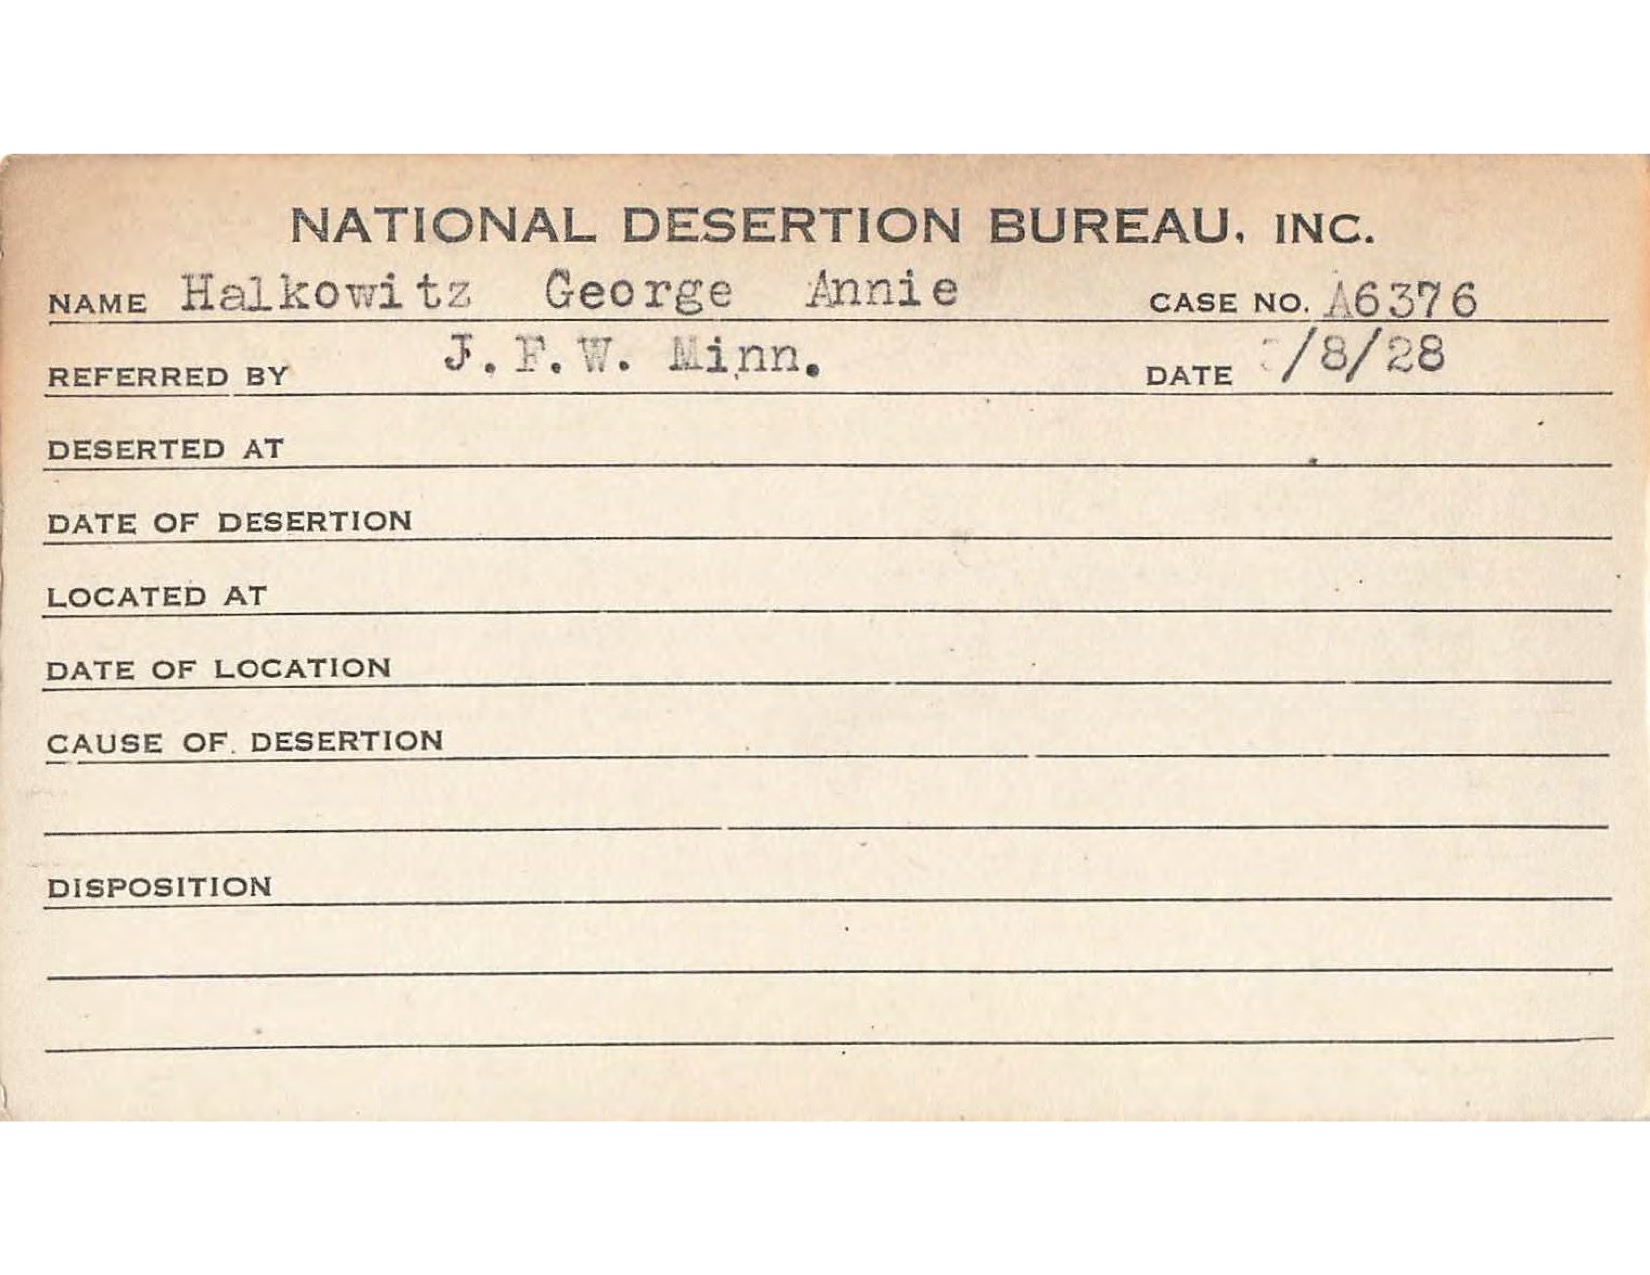 NATIONAL DESERTION BUREAU, INC.
NAME Halkowitz George Annie CASE NO. A6376
REFERRED BY J.F.W. Minn. DATE /8/28
DESERTED AT
DATE OF DESERTION
LOCATED AT
DATE OF LOCATION
CAUSE OF DESERTION
DISPOSITION